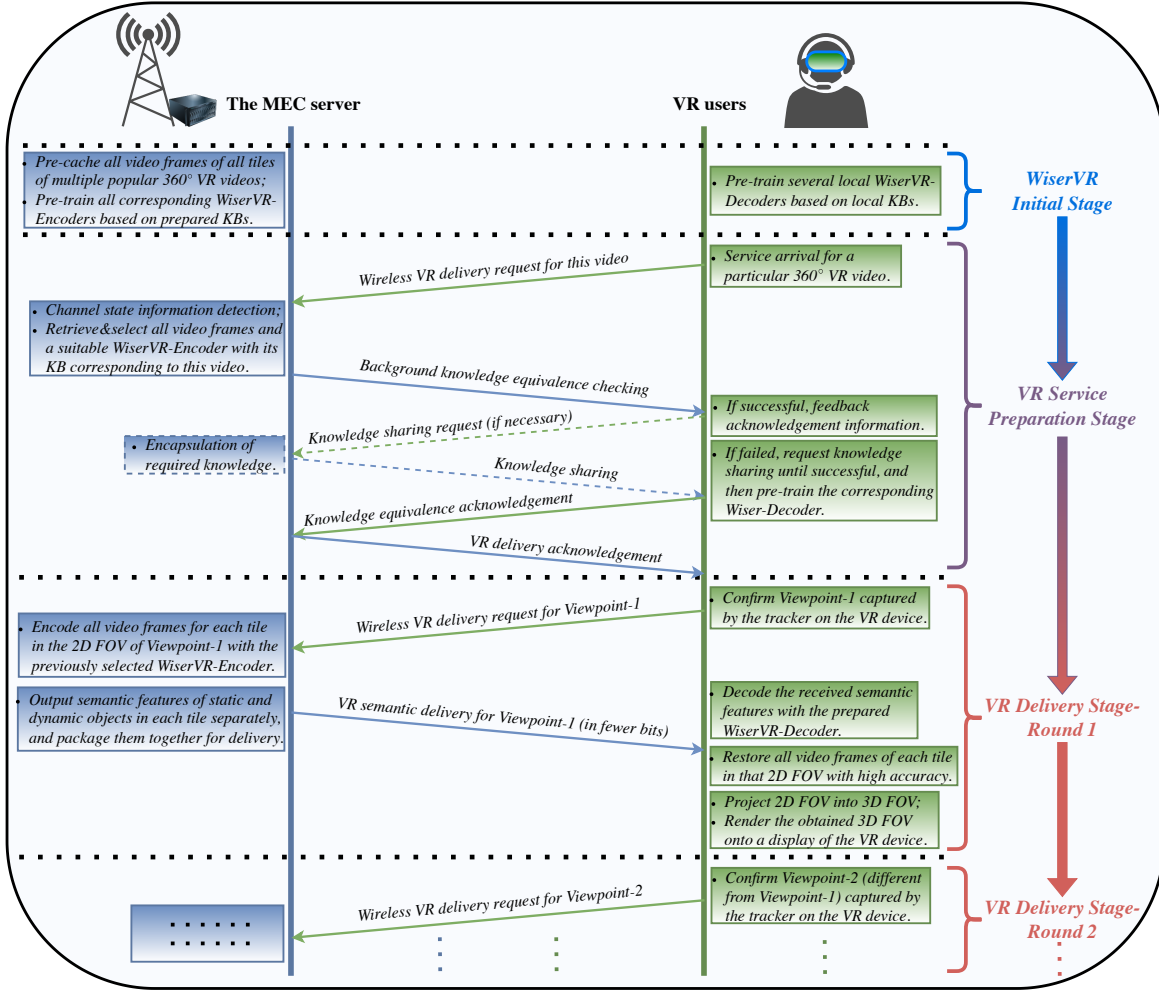 The MEC server
VR users
• Pre-cache all video frames of all tiles
of multiple popular 360° VR videos;
• Pre-train all corresponding WiserVR-
Encoders based on prepared KBs.
• Pre-train several local WiserVR-
Decoders based on local KBs.
WiserVR
Initial Stage
• Service arrival for a
particular 360° VR video.
Wireless VR delivery request for this video
• Channel state information detection;
• Retrieve&select all video frames and
a suitable WiserVR-Encoder with its
KB corresponding to this video.
Background knowledge equivalence checking
VR Service
Preparation Stage
• If successful, feedback
acknowledgement information.
Knowledge sharing request (if necessary)
• Encapsulation of
required knowledge.
• If failed, request knowledge
sharing until successful, and
then pre-train the corresponding
Wiser-Decoder.
Knowledge sharing
Knowledge equivalence acknowledgement
VR delivery acknowledgement
• Confirm Viewpoint-1 captured
by the tracker on the VR device.
Wireless VR delivery request for Viewpoint-1
• Encode all video frames for each tile
in the 2D FOV of Viewpoint-1 with the
previously selected WiserVR-Encoder.
• Output semantic features of static and
dynamic objects in each tile separately,
and package them together for delivery.
VR semantic delivery for Viewpoint-1 (in fewer bits)
• Decode the received semantic
features with the prepared
WiserVR-Decoder.
VR Delivery Stage-
Round 1
• Restore all video frames of each tile
in that 2D FOV with high accuracy.
• Project 2D FOV into 3D FOV;
• Render the obtained 3D FOV
onto a display of the VR device.
• Confirm Viewpoint-2 (different
from Viewpoint-1) captured by
the tracker on the VR device.
Wireless VR delivery request for Viewpoint-2
VR Delivery Stage-
Round 2